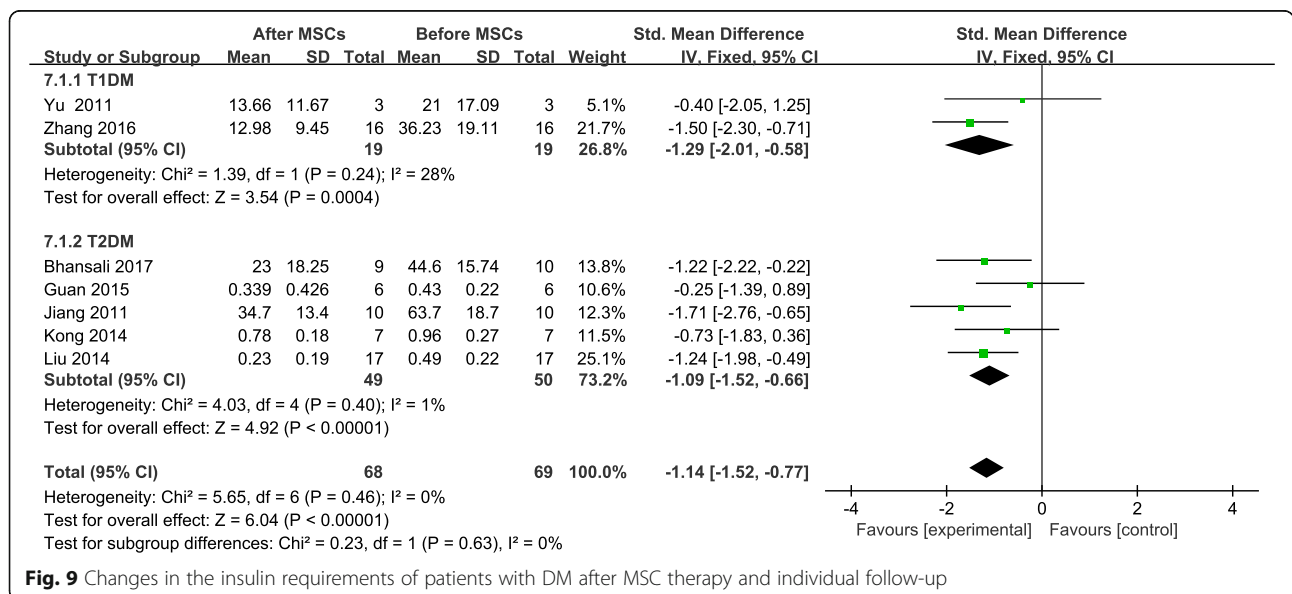 After MSCs Before MSCs Std. Mean Difference Std. Mean Difference
Study or Subgroup Mean SD Total Mean SD Total Weight IV, Fixed, 95% CI IV, Fixed, 95% CI
7.1.1 T1DM
Yu 2011 13.66 11.67 3 21 17.09 3 5.1% -0.40 [-2.05, 1.25]
Zhang 2016 12.98 9.45 16 36.23 19.11 16 21.7% -1.50 [-2.30, -0.71]
Subtotal (95% CI) 19 19 26.8% -1.29 [-2.01, -0.58]
Heterogeneity: Chi² = 1.39, df = 1 (P = 0.24); I² = 28%
Test for overall effect: Z = 3.54 (P = 0.0004)
7.1.2 T2DM
Bhansali 2017 23 18.25 9 44.6 15.74 10 13.8% -1.22 [-2.22, -0.22]
Guan 2015 0.339 0.426 6 0.43 0.22 6 10.6% -0.25 [-1.39, 0.89]
Jiang 2011 34.7 13.4 10 63.7 18.7 10 12.3% -1.71 [-2.76, -0.65]
Kong 2014 0.78 0.18 7 0.96 0.27 7 11.5% -0.73 [-1.83, 0.36]
Liu 2014 0.23 0.19 17 0.49 0.22 17 25.1% -1.24 [-1.98, -0.49]
Subtotal (95% CI) 49 50 73.2% -1.09 [-1.52, -0.66]
Heterogeneity: Chi² = 4.03, df = 4 (P = 0.40); I² = 1%
Test for overall effect: Z = 4.92 (P < 0.00001)
Total (95% CI) 68 69 100.0% -1.14 [-1.52, -0.77]
Heterogeneity: Chi² = 5.65, df = 6 (P = 0.46); I² = 0%
Test for overall effect: Z = 6.04 (P < 0.00001)
Test for subgroup differences: Chi² = 0.23, df = 1 (P = 0.63), I² = 0%
-4 -2 0 2 4
Favours [experimental] Favours [control]
Fig. 9 Changes in the insulin requirements of patients with DM after MSC therapy and individual follow-up